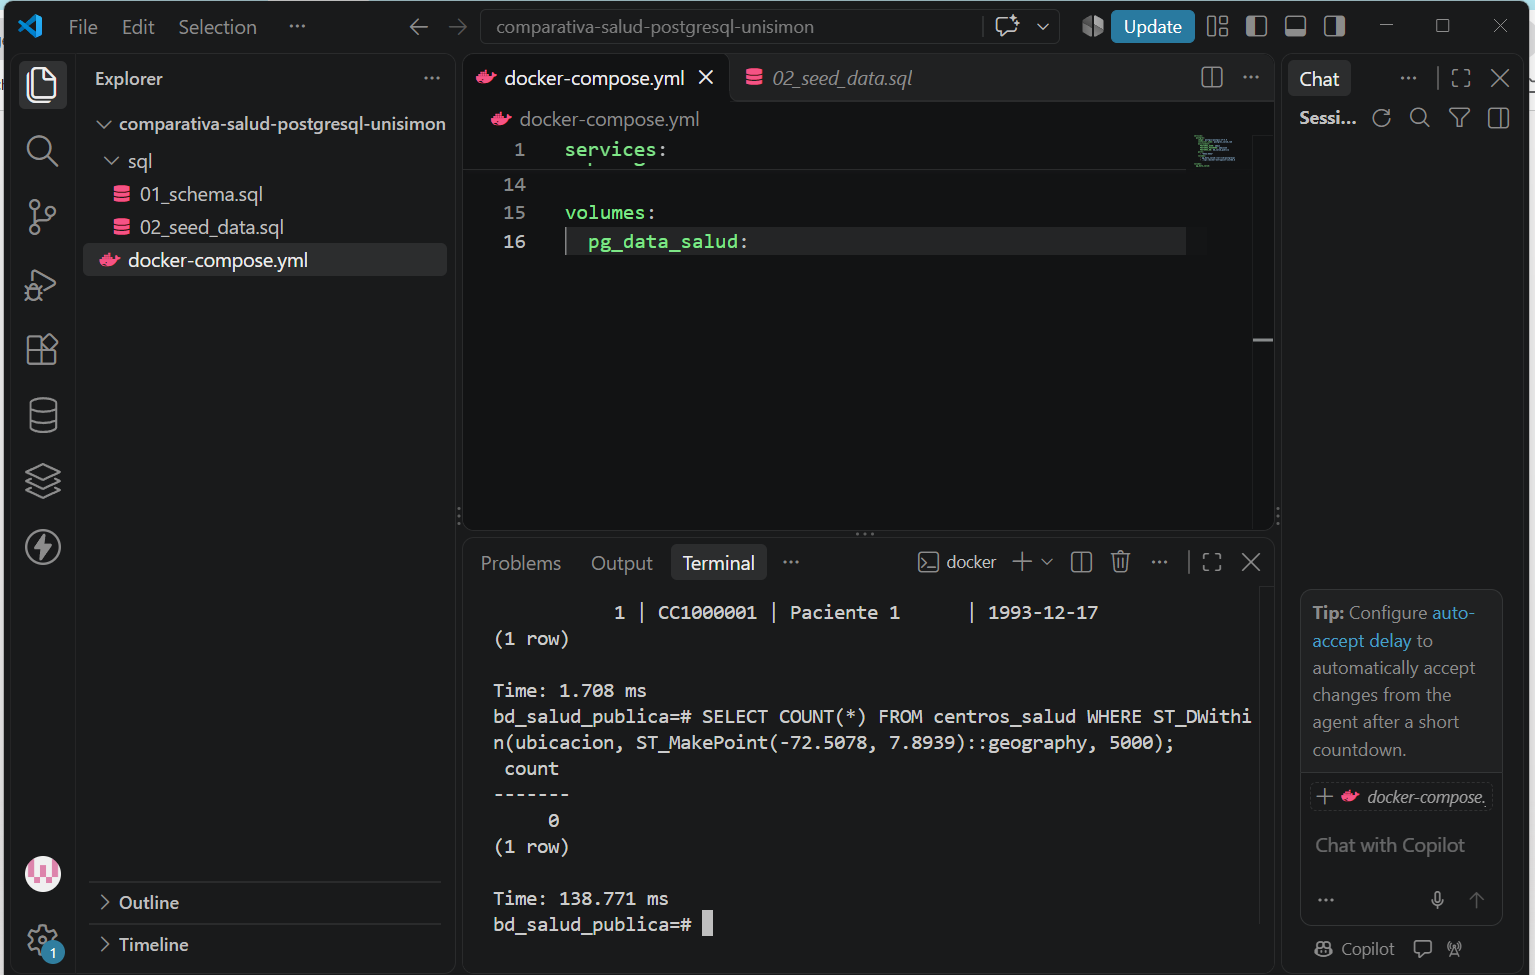 File Edit Selection ··· comparativa-salud-postgresql-unisimon Update
Explorer ···
comparativa-salud-postgresql-unisimon
sql
01_schema.sql
02_seed_data.sql
docker-compose.yml
Outline
Timeline
1
docker-compose.yml 02_seed_data.sql ···
docker-compose.yml
1 services:
14
15 volumes:
16 pg_data_salud:
Problems Output Terminal ··· docker ···
1 | CC1000001 | Paciente 1 | 1993-12-17
(1 row)
Time: 1.708 ms
bd_salud_publica=# SELECT COUNT(*) FROM centros_salud WHERE ST_DWithi
n(ubicacion, ST_MakePoint(-72.5078, 7.8939)::geography, 5000);
count
-------
0
(1 row)
Time: 138.771 ms
bd_salud_publica=#
Chat ···
Sessi...
Tip: Configure auto-
accept delay to
automatically accept
changes from the
agent after a short
countdown.
docker-compose.
Chat with Copilot
···
Copilot